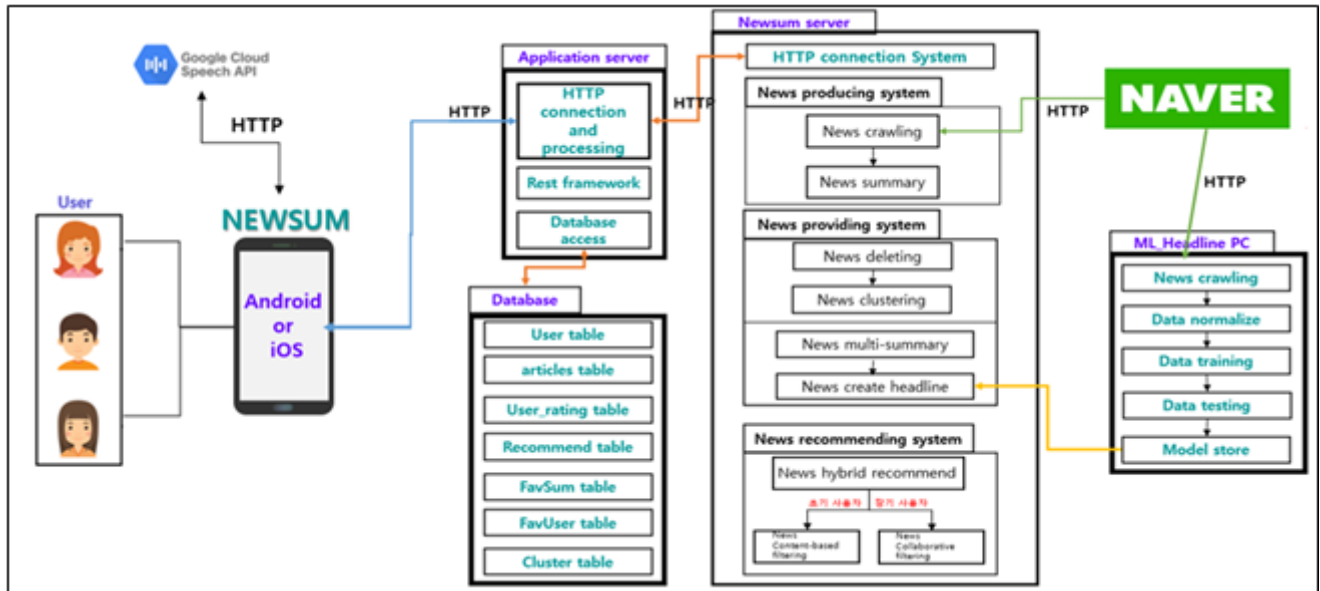 Google Cloud
Speech API
HTTP
User
NEWSUM
Android
or
iOS
HTTP
Application server
HTTP
connection
and
processing
Rest framework
Database
access
Database
User table
articles table
User_rating table
Recommend table
FavSum table
FavUser table
Cluster table
HTTP
Newsum server
HTTP connection System
News producing system
News crawling
News summary
News providing system
News deleting
News clustering
News multi-summary
News create headline
News recommending system
News hybrid recommend
초기 사용자
장기 사용자
News
Content-based
filtering
News
Collaborative
filtering
HTTP
NAVER
HTTP
ML_Headline PC
News crawling
Data normalize
Data training
Data testing
Model store